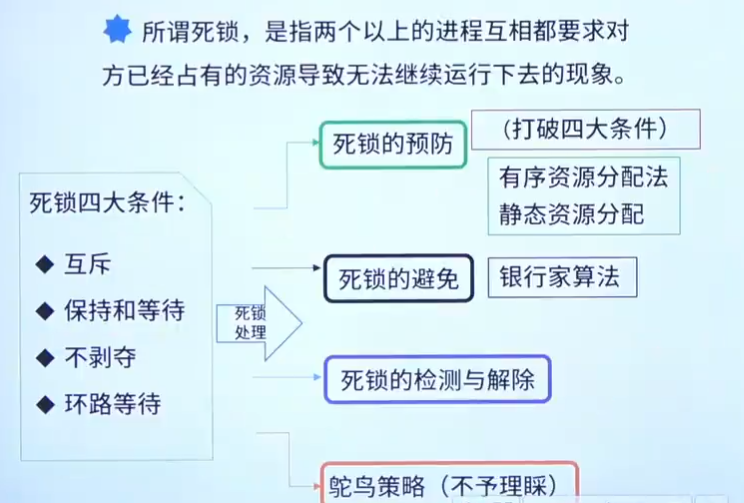 所谓死锁，是指两个以上的进程互相都要求对
方已经占有的资源导致无法继续运行下去的现象。
死锁四大条件：
互斥
保持和等待
不剥夺
环路等待
死锁
处理
死锁的预防
（打破四大条件）
有序资源分配法
静态资源分配
死锁的避免
银行家算法
死锁的检测与解除
鸵鸟策略（不予理睬）